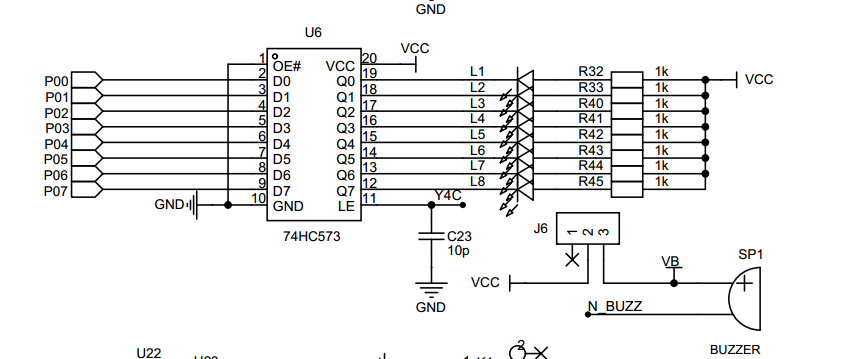 GND
U6
VCC
1 OE# VCC 20
P00 2 D0 Q0 19 L1 R32 1k VCC
P01 3 D1 Q1 18 L2 R33 1k
P02 4 D2 Q2 17 L3 R40 1k
P03 5 D3 Q3 16 L4 R41 1k
P04 6 D4 Q4 15 L5 R42 1k
P05 7 D5 Q5 14 L6 R43 1k
P06 8 D6 Q6 13 L7 R44 1k
P07 9 D7 Q7 12 L8 R45 1k
GND 10 GND LE 11 Y4C
74HC573
C23
10p
GND
J6 1 2 3
VCC
VB
SP1
+
N_BUZZ
BUZZER
U22
2